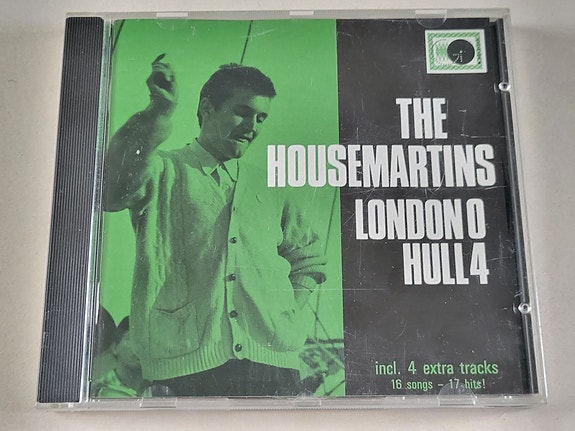 THE
HOUSEMARTINS
LONDON 0
HULL 4
incl. 4 extra tracks
16 songs – 17 hits!